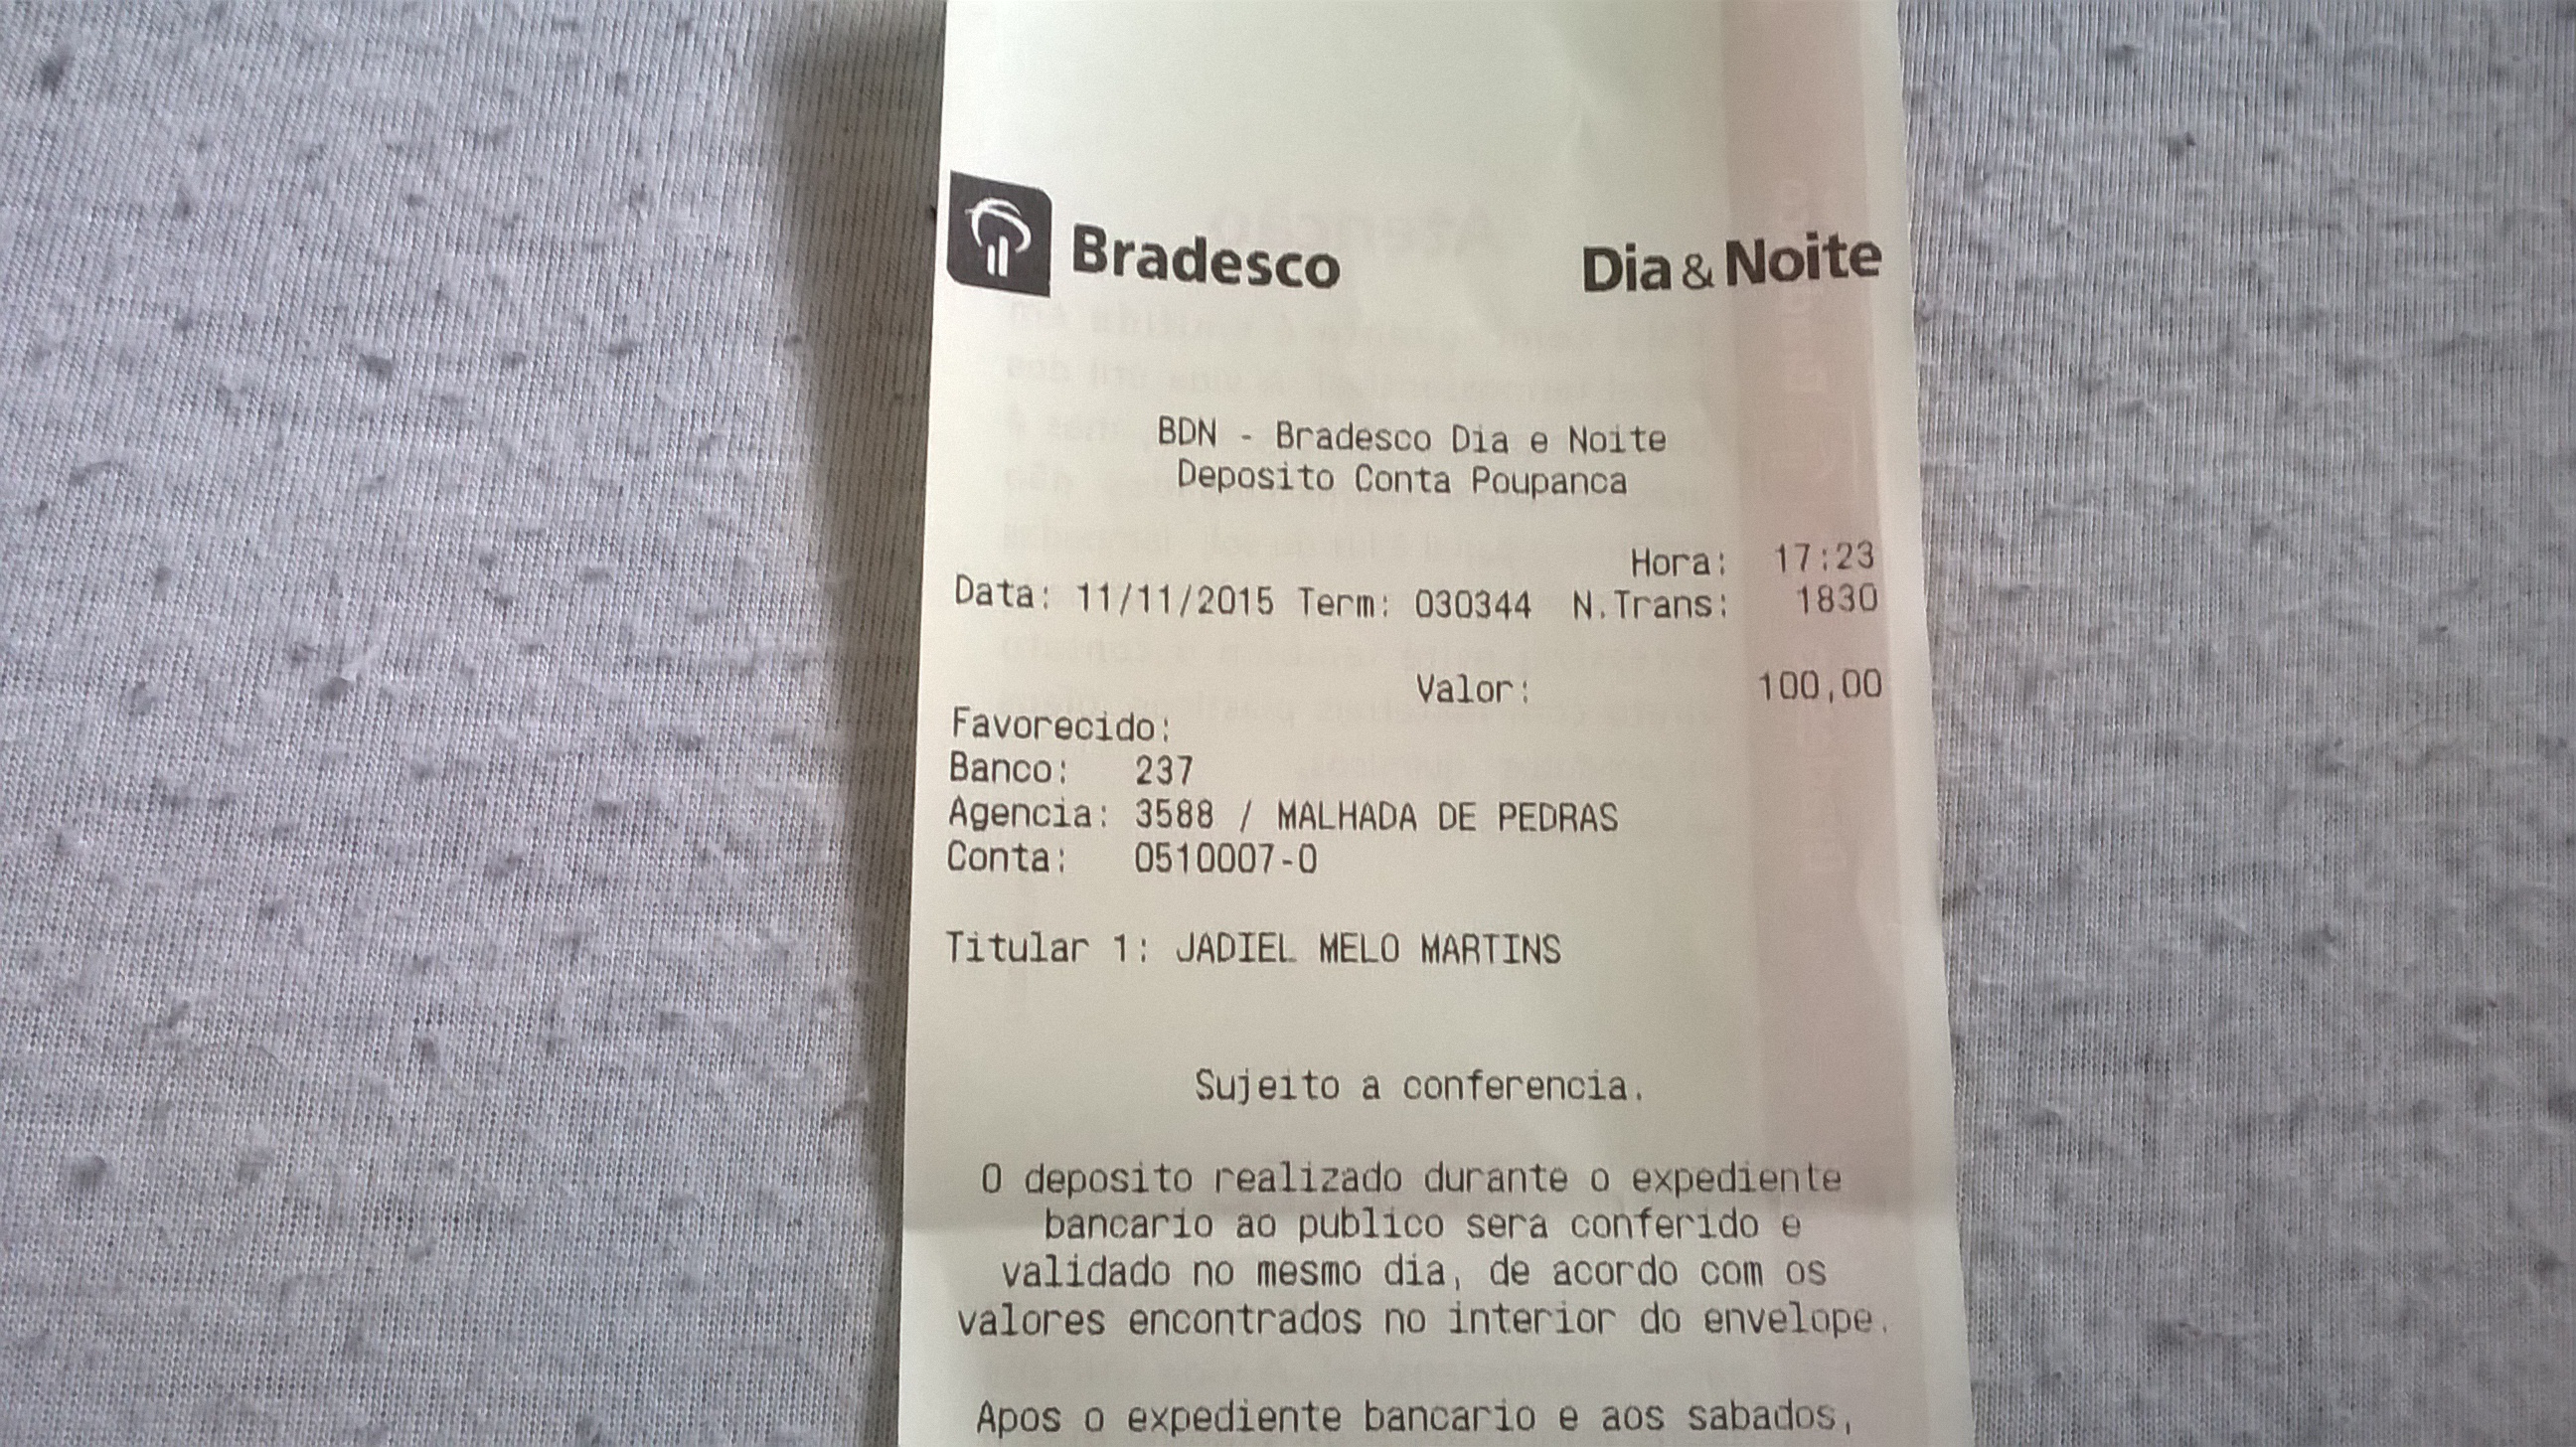 Bradesco Dia & Noite
BDN - Bradesco Dia e Noite
Deposito Conta Poupanca
Hora: 17:23
Data: 11/11/2015 Term: 030344 N.Trans: 1830
Valor: 100,00
Favorecido:
Banco: 237
Agencia: 3588 / MALHADA DE PEDRAS
Conta: 0510007-0
Titular 1: JADIEL MELO MARTINS
Sujeito a conferencia.
O deposito realizado durante o expediente
bancario ao publico sera conferido e
validado no mesmo dia, de acordo com os
valores encontrados no interior do envelope.
Apos o expediente bancario e aos sabados,